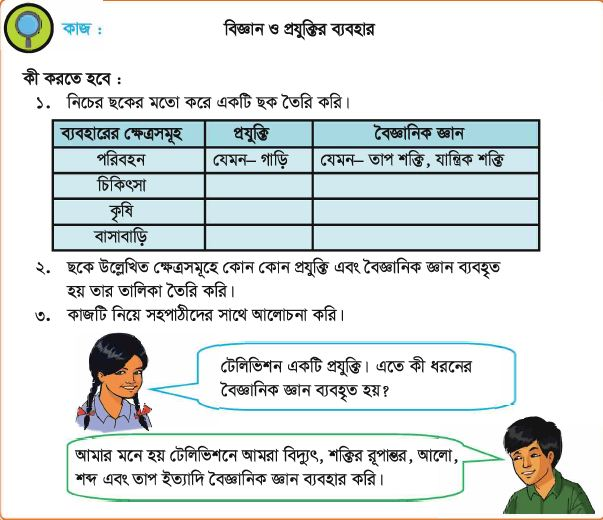 কাজ : বিজ্ঞান ও প্রযুক্তির ব্যবহার
কী করতে হবে :
১. নিচের ছকের মতো করে একটি ছক তৈরি করি।
ব্যবহারের ক্ষেত্রসমূহ প্রযুক্তি বৈজ্ঞানিক জ্ঞান
পরিবহন যেমন– গাড়ি যেমন– তাপ শক্তি, যান্ত্রিক শক্তি
চিকিৎসা
কৃষি
বাসাবাড়ি
২. ছকে উল্লেখিত ক্ষেত্রসমূহে কোন কোন প্রযুক্তি এবং বৈজ্ঞানিক জ্ঞান ব্যবহৃত
হয় তার তালিকা তৈরি করি।
৩. কাজটি নিয়ে সহপাঠীদের সাথে আলোচনা করি।
টেলিভিশন একটি প্রযুক্তি। এতে কী ধরনের
বৈজ্ঞানিক জ্ঞান ব্যবহৃত হয়?
আমার মনে হয় টেলিভিশনে আমরা বিদ্যুৎ, শক্তির রূপান্তর, আলো,
শব্দ এবং তাপ ইত্যাদি বৈজ্ঞানিক জ্ঞান ব্যবহার করি।